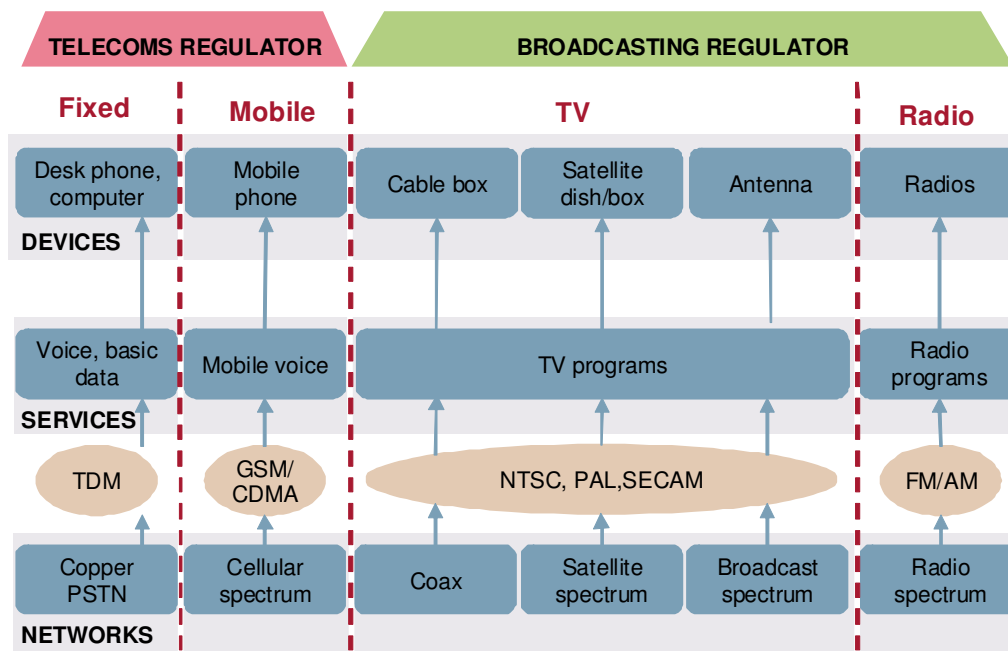 TELECOMS REGULATOR
BROADCASTING REGULATOR
Fixed
Mobile
TV
Radio
Desk phone,
computer
Mobile
phone
Cable box
Satellite
dish/box
Antenna
Radios
DEVICES
Voice, basic
data
Mobile voice
TV programs
Radio
programs
SERVICES
TDM
GSM/
CDMA
NTSC, PAL,SECAM
FM/AM
Copper
PSTN
Cellular
spectrum
Coax
Satellite
spectrum
Broadcast
spectrum
Radio
spectrum
NETWORKS